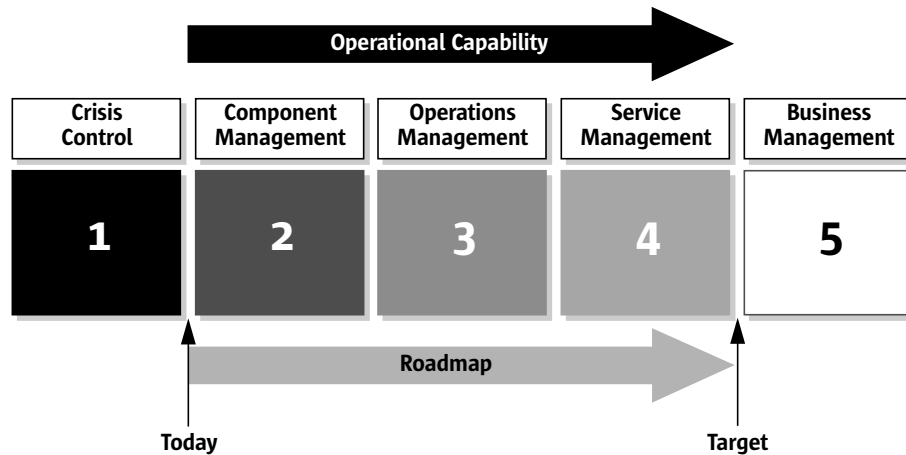 Operational Capability
Crisis
Control
Component
Management
Operations
Management
Service
Management
Business
Management
1
2
3
4
5
Roadmap
Today
Target